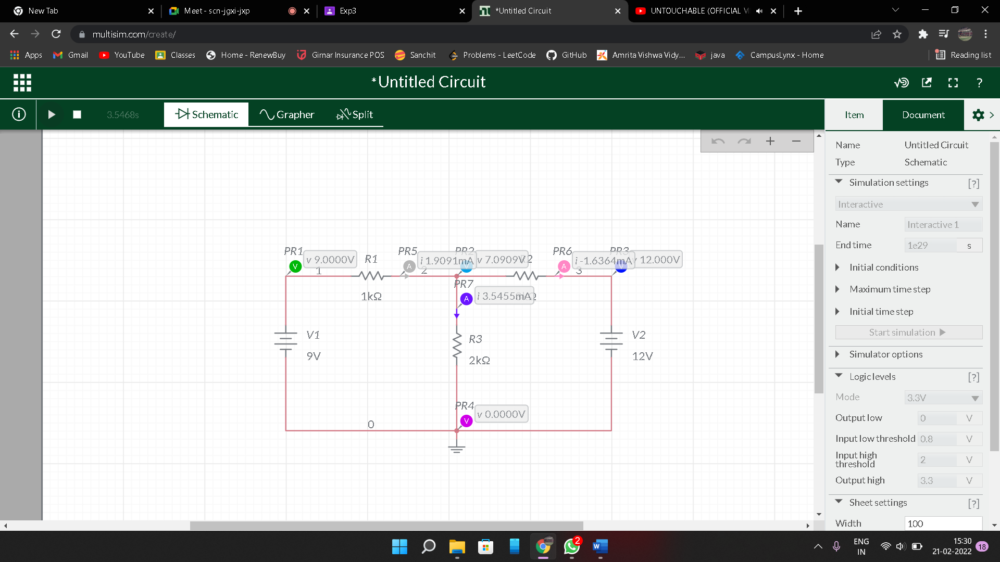 New Tab
Meet - scn-jgxi-jxp
Exp3
*Untitled Circuit
UNTOUCHABLE (OFFICIAL
multisim.com/create/
Apps
Gmail
YouTube
Classes
Home - RenewBuy
Girnar Insurance POS
Sanchit
Problems - LeetCode
GitHub
Amrita Vishwa Vidy...
java
CampusLynx - Home
Reading list
*Untitled Circuit
?
3.5468s
Schematic
Grapher
Split
Item
Document
Name Untitled Circuit
Type Schematic
Simulation settings [?]
Interactive
Name Interactive 1
End time 1e29 s
Initial conditions
Maximum time step
Initial time step
Start simulation
Simulator options
Logic levels [?]
Mode 3.3V
Output low 0 V
Input low threshold 0.8 V
Input high threshold 2 V
Output high 3.3 V
Sheet settings [?]
Width 100
PR1
V
v 9.0000V
1
R1
1kΩ
PR5
A
i 1.9091mA
2
PR2
v 7.0909V
2
PR6
A
i -1.6364mA
3
PR3
V
12.000V
PR7
A
i 3.5455mA
V1
9V
R3
2kΩ
V2
12V
PR4
V
v 0.0000V
0
2
ENG
IN
15:30
21-02-2022
18